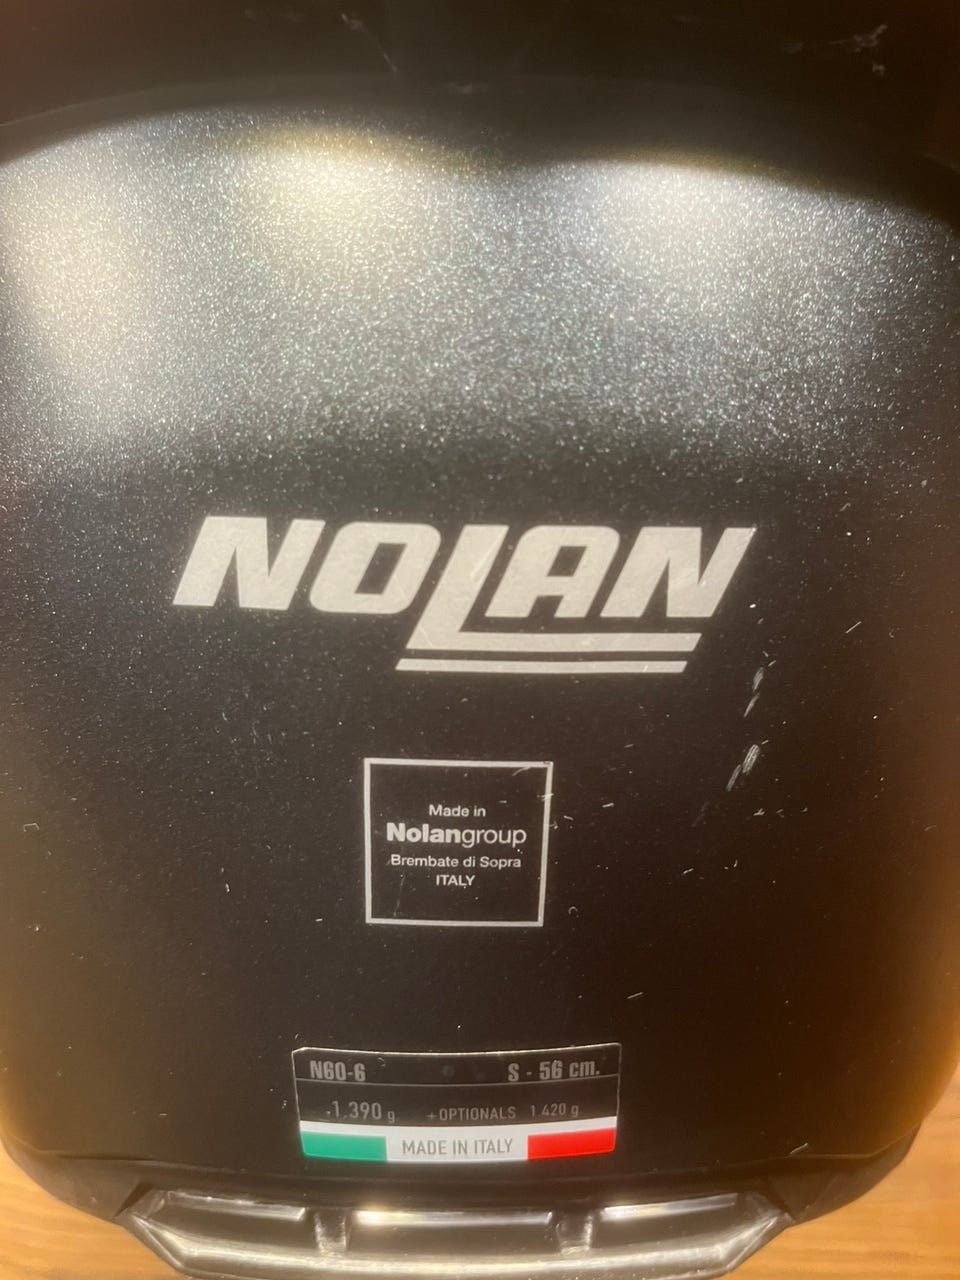 NOLAN
Made in
Nolangroup
Brembate di Sopra
ITALY
N60-6 S - 56 cm.
1.390 g +OPTIONALS 1.420 g
MADE IN ITALY